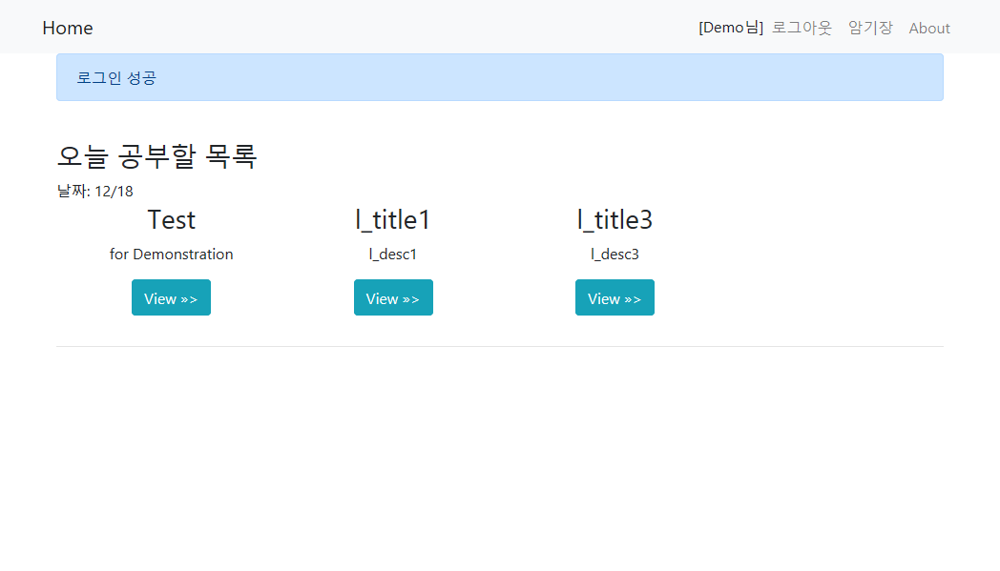 Home [Demo님] 로그아웃 암기장 About
로그인 성공
오늘 공부할 목록
날짜: 12/18
Test l_title1 l_title3
for Demonstration l_desc1 l_desc3
View »> View »> View »>